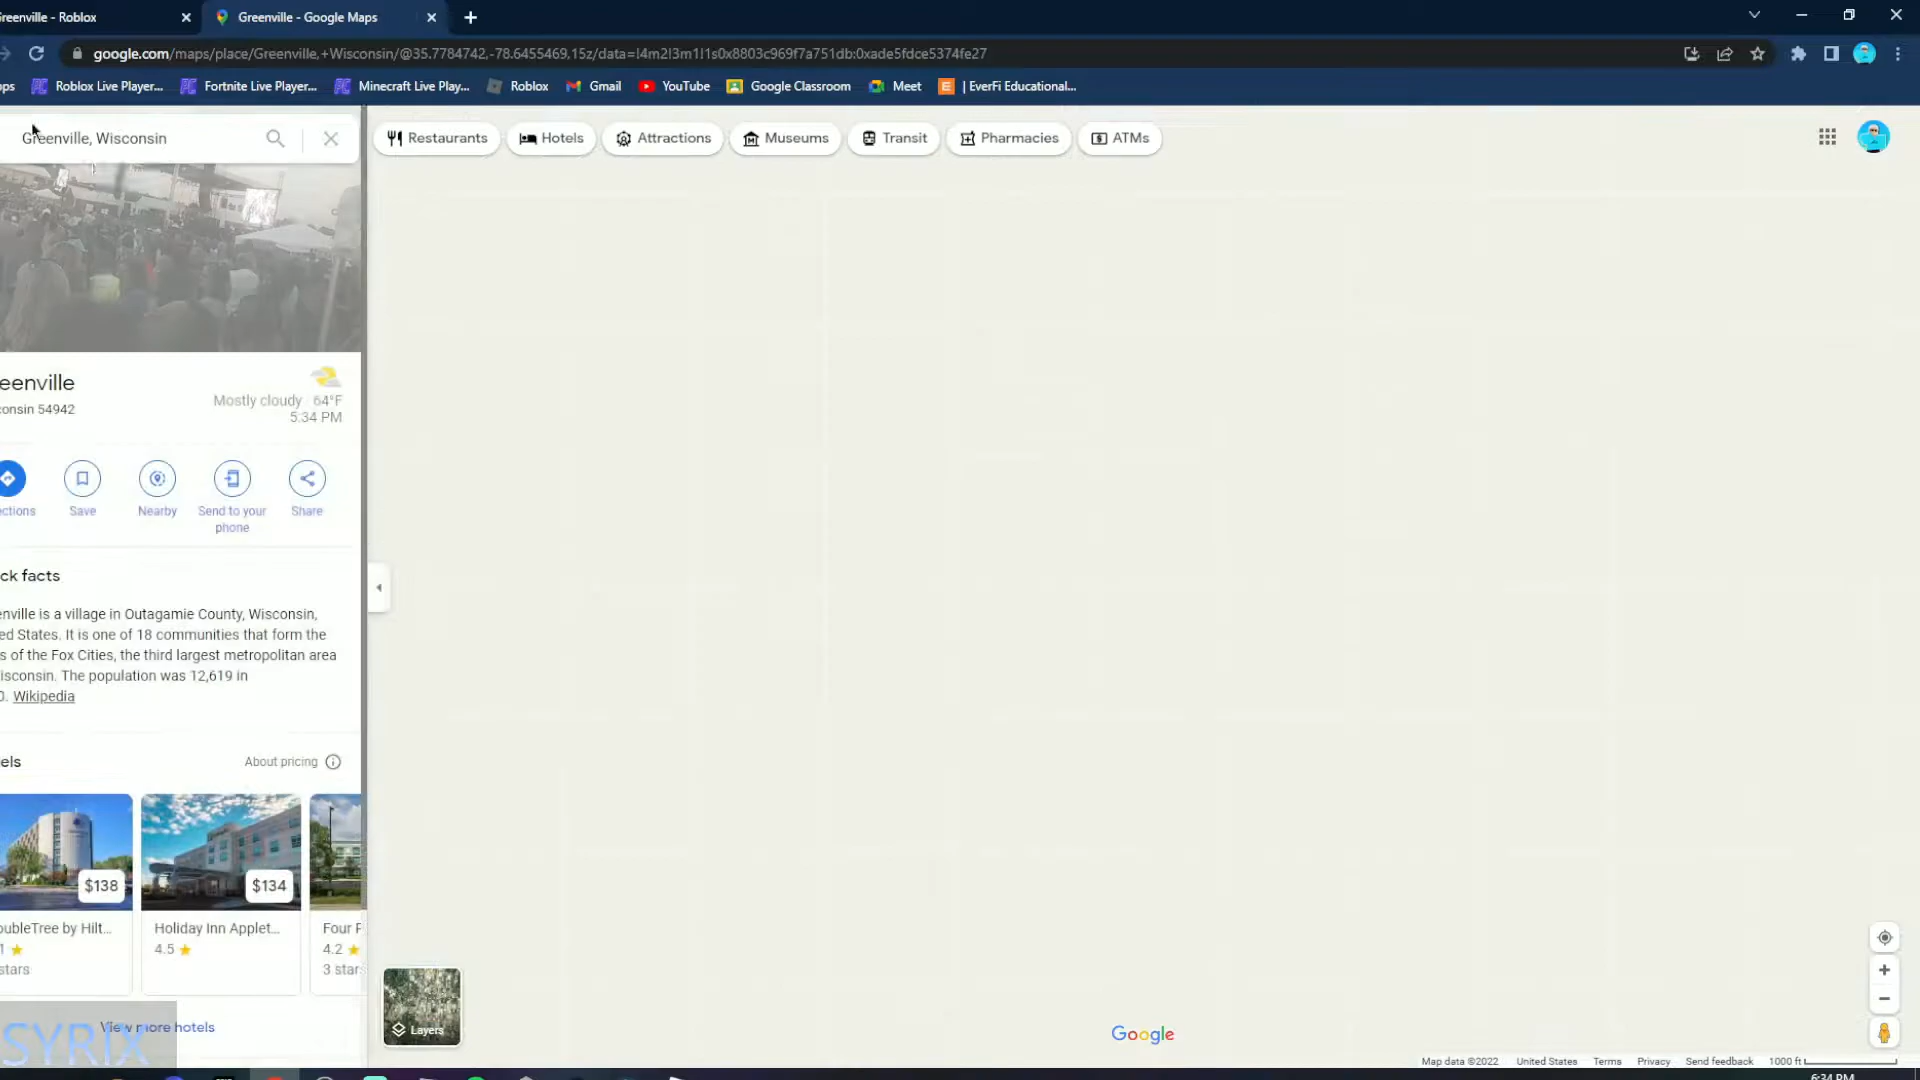 reenville - Roblox
Greenville - Google Maps
google.com/maps/place/Greenville,+Wisconsin/@35.7784742,-78.6455469,15z/data=!4m2!3m1!1s0x8803c969f7a751db:0xade5fdce5374fe27
ps
Roblox Live Player...
Fortnite Live Player...
Minecraft Live Play...
Roblox
Gmail
YouTube
Google Classroom
Meet
| EverFi Educational...
Greenville, Wisconsin
Restaurants
Hotels
Attractions
Museums
Transit
Pharmacies
ATMs
eenville
consin 54942
Mostly cloudy · 64°F
5:34 PM
ections
Save
Nearby
Send to your
phone
Share
ck facts
enville is a village in Outagamie County, Wisconsin,
ed States. It is one of 18 communities that form the
s of the Fox Cities, the third largest metropolitan area
isconsin. The population was 12,619 in
0. Wikipedia
els
About pricing
$138
$134
oubleTree by Hilt...
1
stars
Holiday Inn Applet...
4.5
Four P
4.2
3 star
View more hotels
SYRIX
Layers
Google
Map data ©2022
United States
Terms
Privacy
Send feedback
1000 ft
6:34 PM